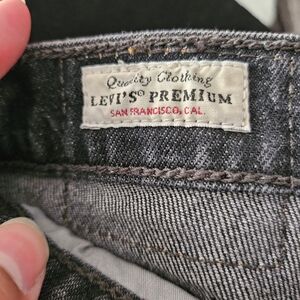 Quality Clothing
LEVI'S® PREMIUM
SAN FRANCISCO, CAL.